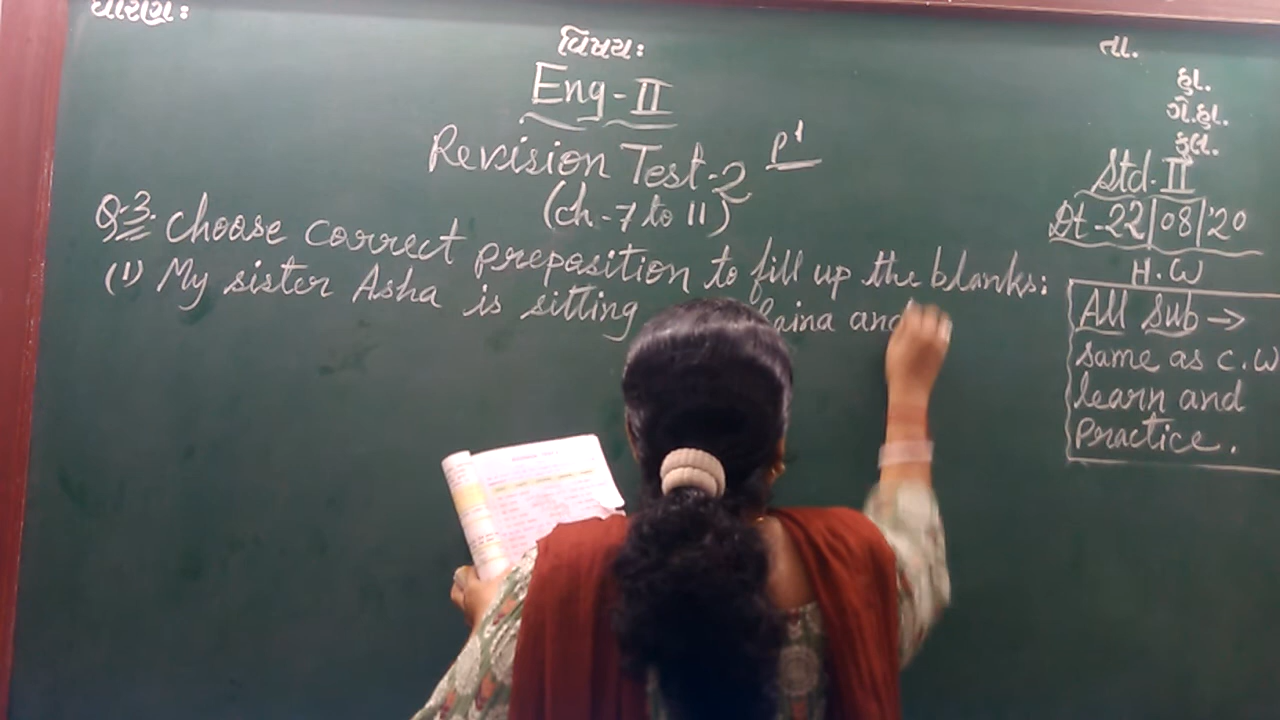 ધોરણ:
વિષય:
તા.
હા.
ગે.હા.
કુલ.
Eng-II
Revision Test-2 P1
(ch-7 to 11)
Std-II
Dt-22|08|'20
Q-3. Choose correct preposition to fill up the blanks:
(1) My sister Asha is sitting and
H.W
All Sub →
same as C.W
learn and
Practice.